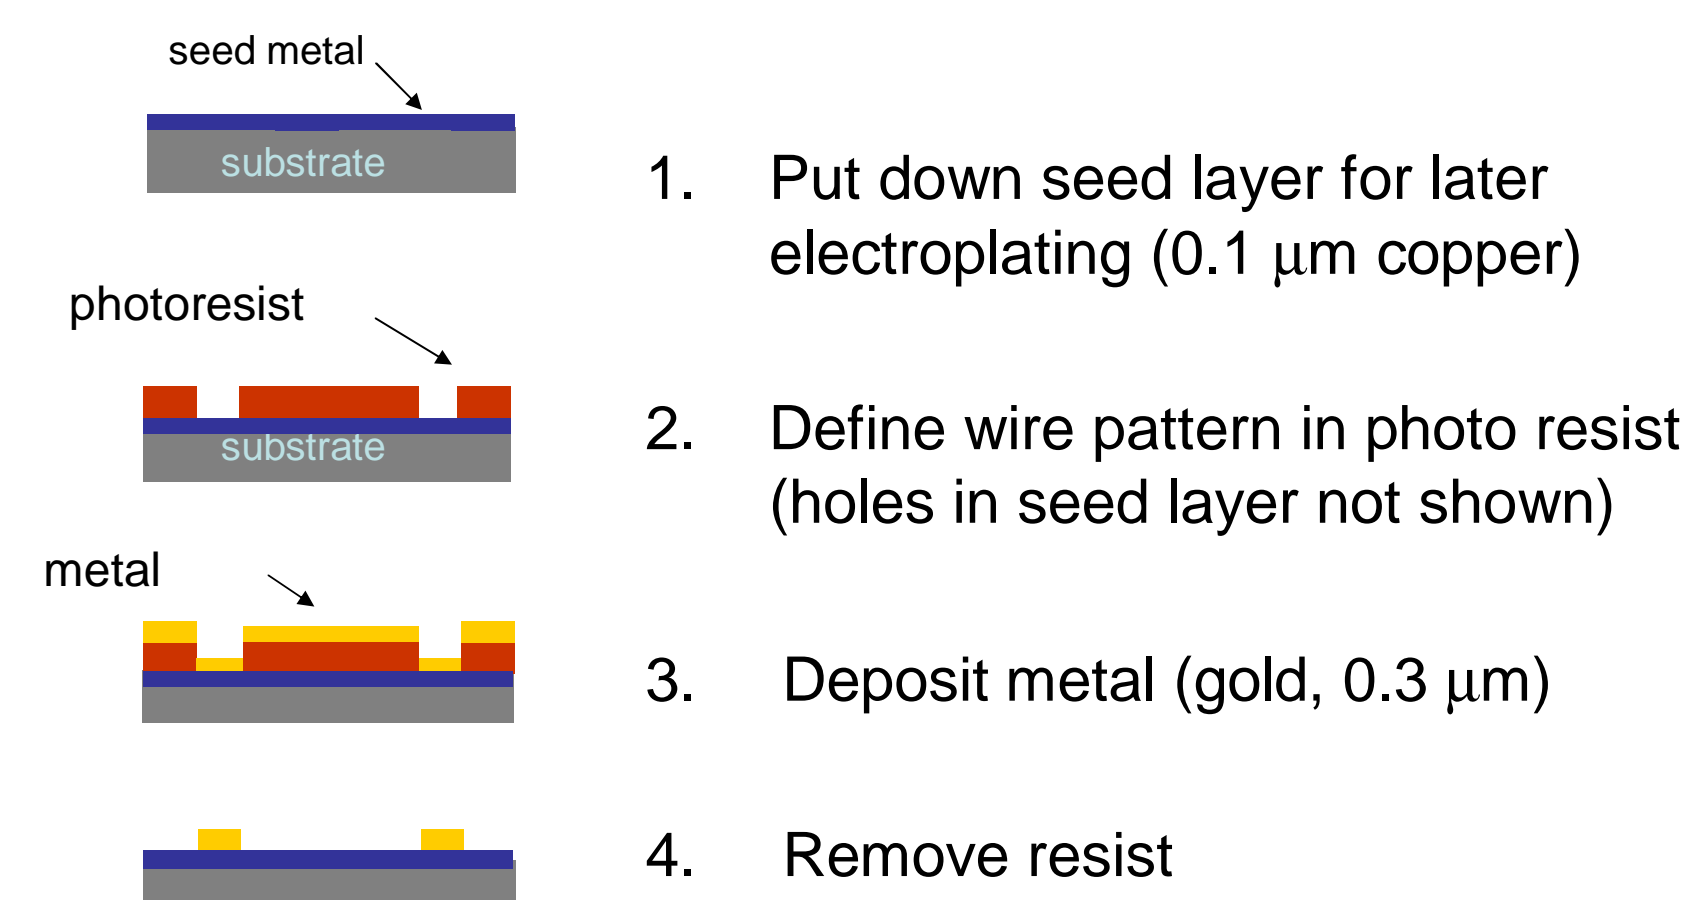 seed metal
substrate
1. Put down seed layer for later
electroplating (0.1 μm copper)
photoresist
substrate
2. Define wire pattern in photo resist
(holes in seed layer not shown)
metal
3. Deposit metal (gold, 0.3 μm)
4. Remove resist